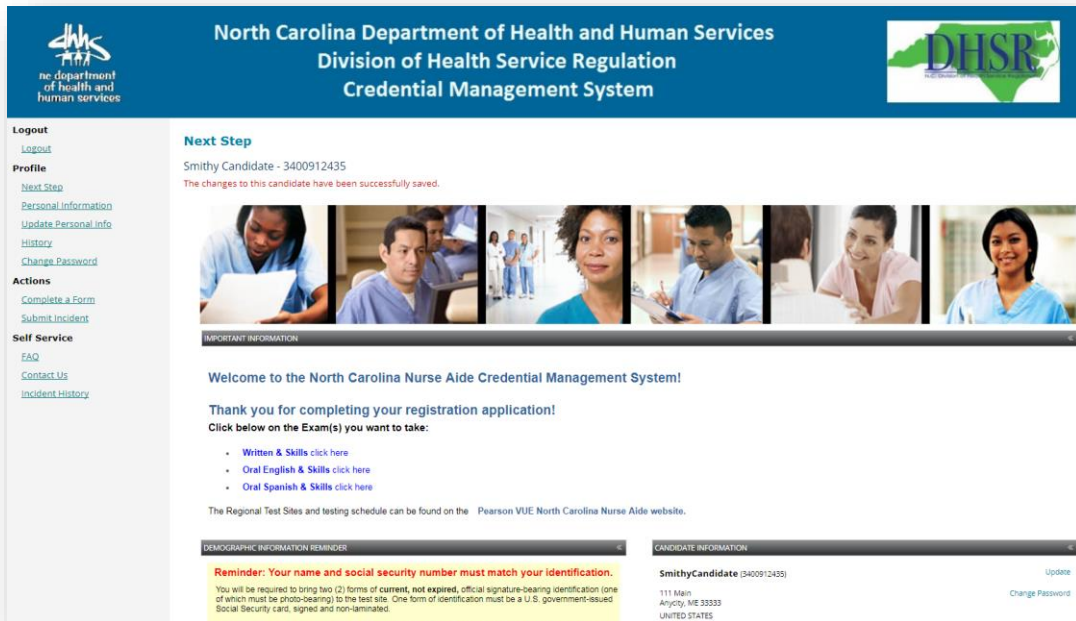 dhhs
nc department
of health and
human services
North Carolina Department of Health and Human Services
Division of Health Service Regulation
Credential Management System
DHSR
Logout
Logout
Profile
Next Step
Personal Information
Update Personal Info
History
Change Password
Actions
Complete a Form
Submit Incident
Self Service
FAQ
Contact Us
Incident History
Next Step
Smithy Candidate - 3400912435
The changes to this candidate have been successfully saved.
IMPORTANT INFORMATION
Welcome to the North Carolina Nurse Aide Credential Management System!
Thank you for completing your registration application!
Click below on the Exam(s) you want to take:
• Written & Skills click here
• Oral English & Skills click here
• Oral Spanish & Skills click here
The Regional Test Sites and testing schedule can be found on the Pearson VUE North Carolina Nurse Aide website.
DEMOGRAPHIC INFORMATION REMINDER
Reminder: Your name and social security number must match your identification.
You will be required to bring two (2) forms of current, not expired, official signature-bearing identification (one
of which must be photo-bearing) to the test site. One form of identification must be a U.S. government-issued
Social Security card, signed and non-laminated.
CANDIDATE INFORMATION
SmithyCandidate (3400912435)
Update
111 Main
Change Password
Anycity, ME 33333
UNITED STATES